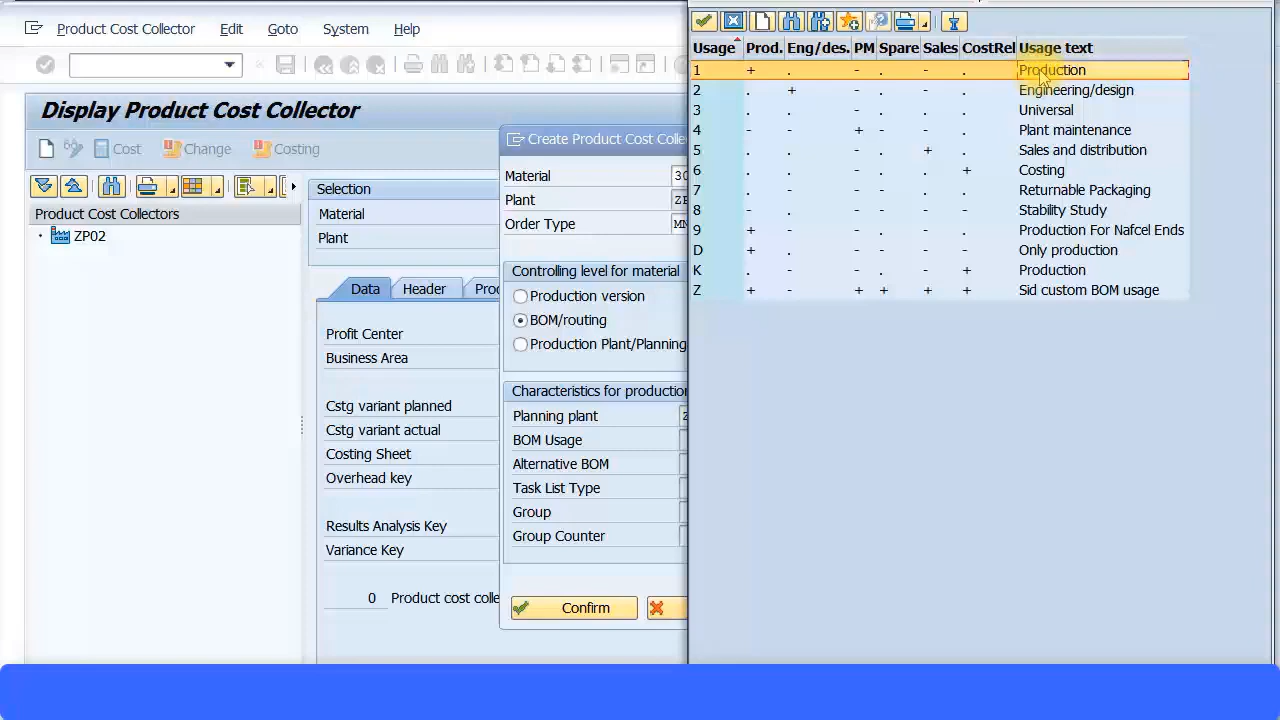 Product Cost Collector Edit Goto System Help
Display Product Cost Collector
Cost Change Costing
Product Cost Collectors
ZP02
Selection
Material
Plant
Data Header
Profit Center
Business Area
Cstg variant planned
Cstg variant actual
Costing Sheet
Overhead key
Results Analysis Key
Variance Key
0 Product cost colle
Create Product Cost Colle
Material
Plant
Order Type
Controlling level for material
Production version
BOM/routing
Production Plant/Planning
Characteristics for production
Planning plant
BOM Usage
Alternative BOM
Task List Type
Group
Group Counter
Confirm
Usage Prod. Eng/des. PM Spare Sales CostRel Usage text
1 + . - . - . Production
2 . + - . - . Engineering/design
3 . . - . . . Universal
4 - - + - - . Plant maintenance
5 . . - . + . Sales and distribution
6 . . - . . + Costing
7 . - - . . . Returnable Packaging
8 - . - - - - Stability Study
9 + - - . - . Production For Nafcel Ends
D + . - - - - Only production
K . - - . - + Production
Z + - + + + + Sid custom BOM usage